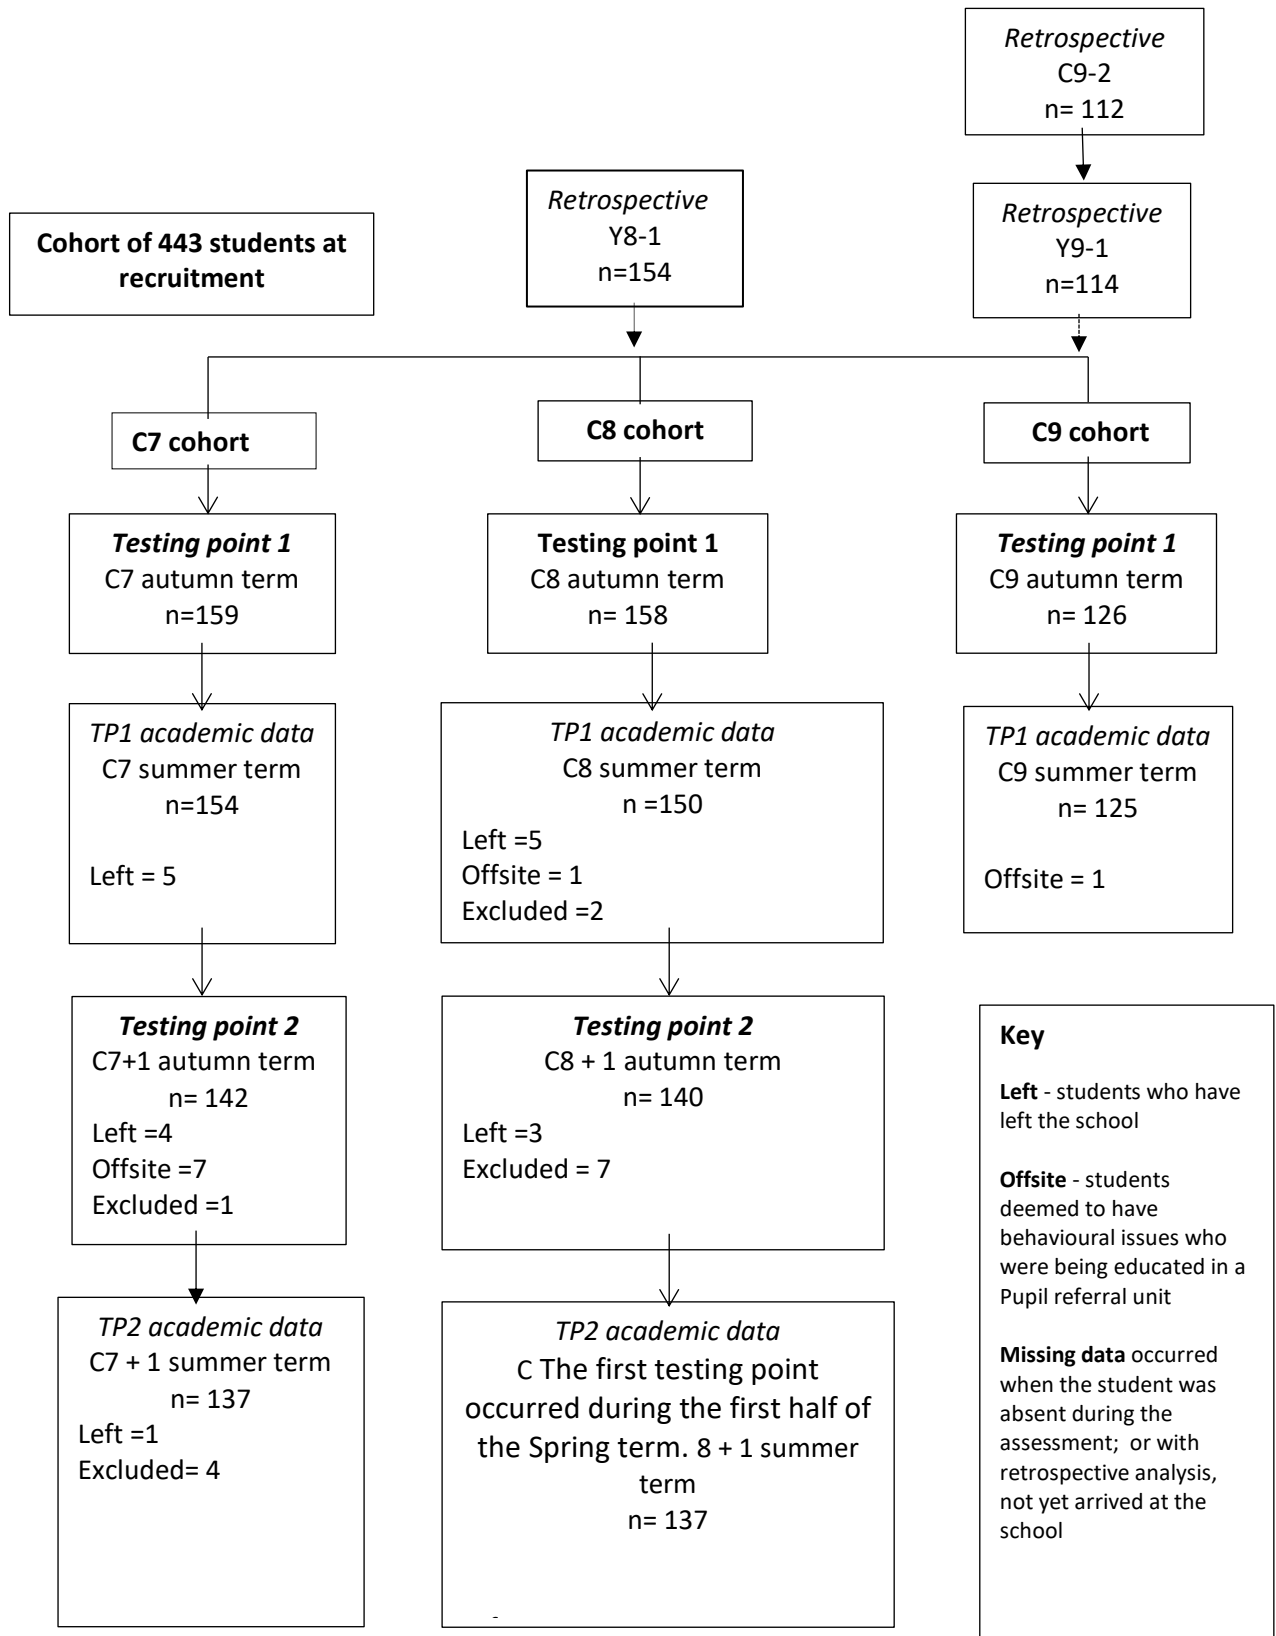 Retrospective
C9-2
n= 112
Retrospective
Y8-1
n=154
Retrospective
Y9-1
n=114
Cohort of 443 students at
recruitment
C7 cohort
C8 cohort
C9 cohort
Testing point 1
C7 autumn term
n=159
Testing point 1
C8 autumn term
n= 158
Testing point 1
C9 autumn term
n= 126
TP1 academic data
C7 summer term
n=154
Left = 5
TP1 academic data
C8 summer term
n =150
Left =5
Offsite = 1
Excluded =2
TP1 academic data
C9 summer term
n= 125
Offsite = 1
Testing point 2
C7+1 autumn term
n= 142
Left =4
Offsite =7
Excluded =1
Testing point 2
C8 + 1 autumn term
n= 140
Left =3
Excluded = 7
TP2 academic data
C7 + 1 summer term
n= 137
Left =1
Excluded= 4
TP2 academic data
C The first testing point
occurred during the first half of
the Spring term. 8 + 1 summer
term
n= 137
Key
Left - students who have
left the school
Offsite - students
deemed to have
behavioural issues who
were being educated in a
Pupil referral unit
Missing data occurred
when the student was
absent during the
assessment; or with
retrospective analysis,
not yet arrived at the
school